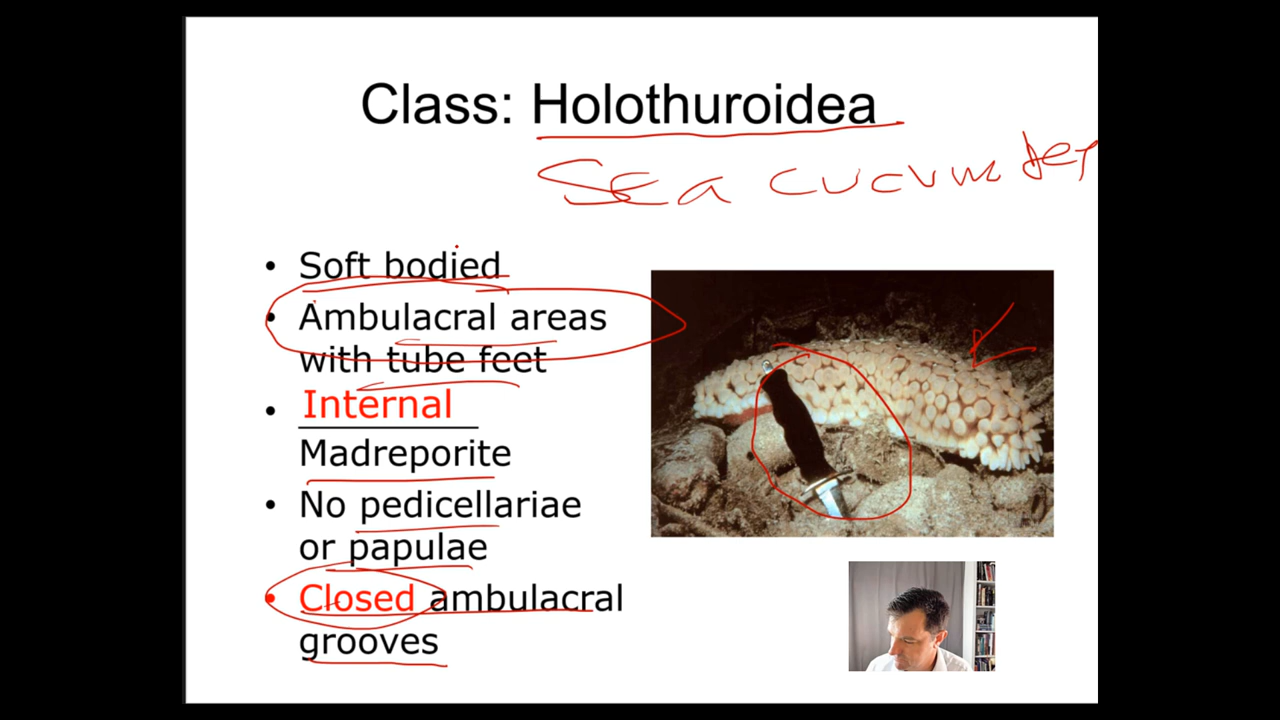 Class: Holothuroidea
Sea cucumber
• Soft bodied
• Ambulacral areas
with tube feet
• Internal
Madreporite
• No pedicellariae
or papulae
• Closed ambulacral
grooves